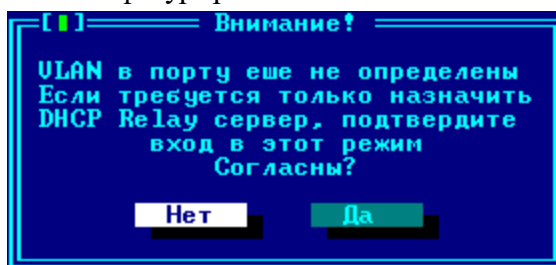 Внимание!
VLAN в порту еше не определены
Если требуется только назначить
DHCP Relay сервер, подтвердите
вход в этот режим
Согласны?
Нет Да